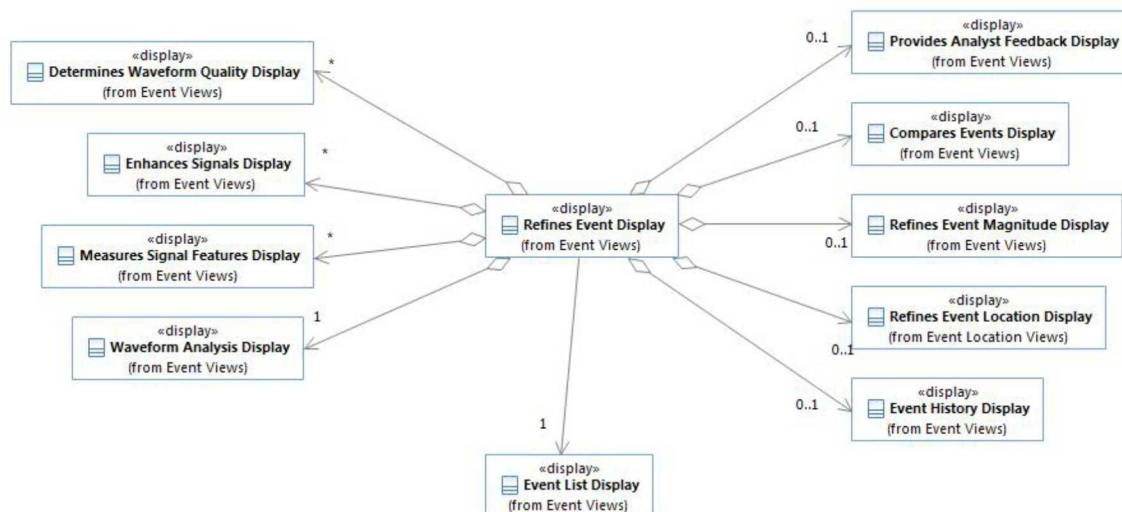 «display»
Determines Waveform Quality Display
(from Event Views)
*
«display»
Enhances Signals Display
(from Event Views)
*
«display»
Measures Signal Features Display
(from Event Views)
*
«display»
Waveform Analysis Display
(from Event Views)
1
«display»
Refines Event Display
(from Event Views)
1
«display»
Event List Display
(from Event Views)
0..1
«display»
Provides Analyst Feedback Display
(from Event Views)
0..1
«display»
Compares Events Display
(from Event Views)
0..1
«display»
Refines Event Magnitude Display
(from Event Views)
0..1
«display»
Refines Event Location Display
(from Event Location Views)
0..1
«display»
Event History Display
(from Event Views)